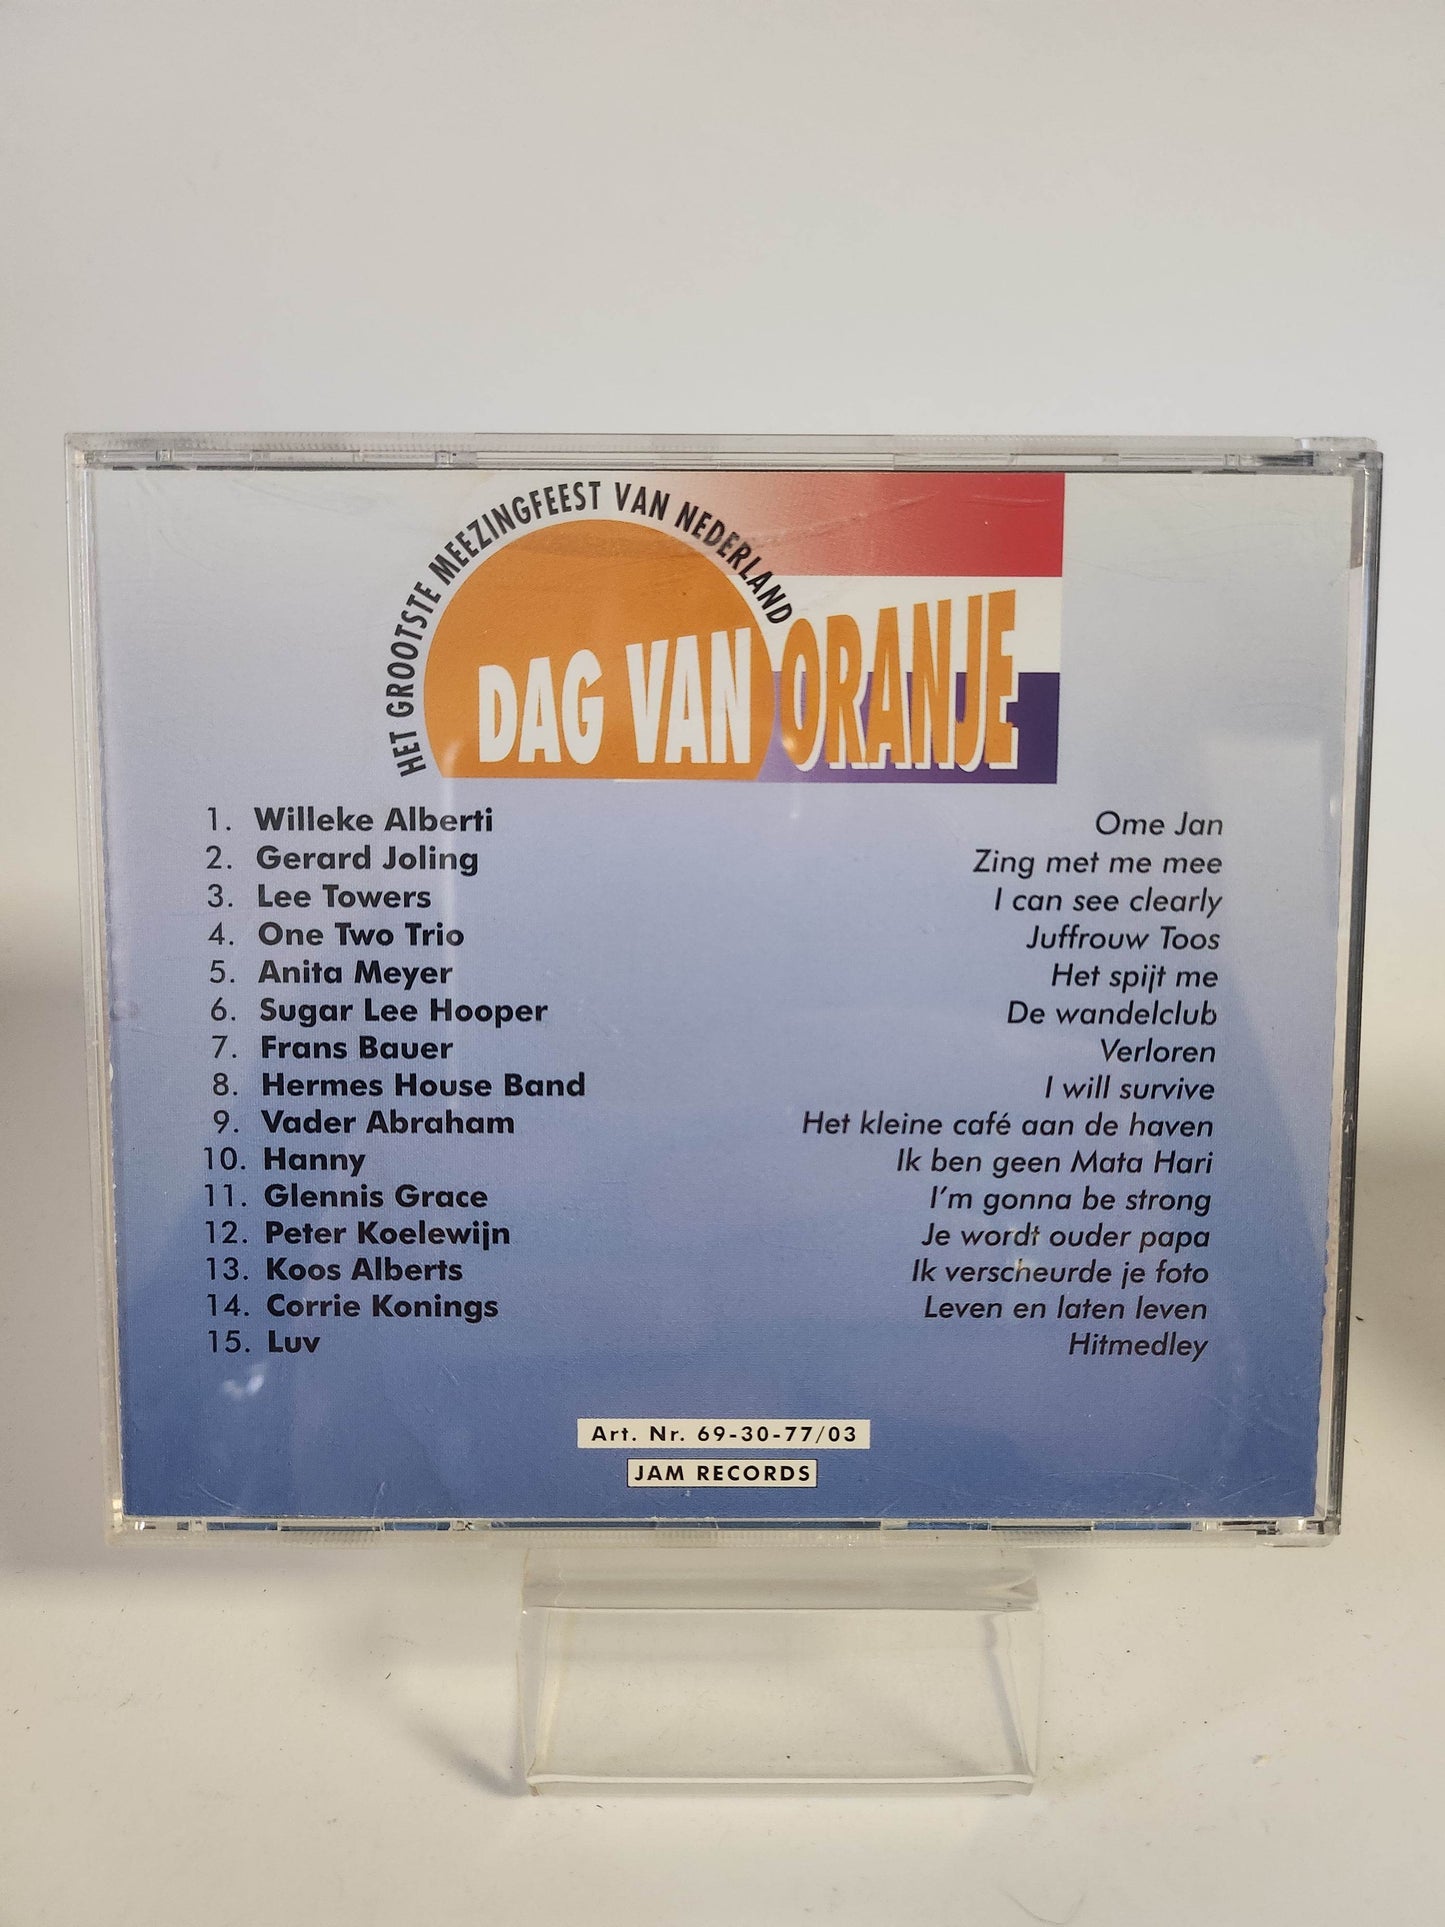 HET GROOTSTE MEEZINGFEEST VAN NEDERLAND
DAG VAN ORANJE
1. Willeke Alberti Ome Jan
2. Gerard Joling Zing met me mee
3. Lee Towers I can see clearly
4. One Two Trio Juffrouw Toos
5. Anita Meyer Het spijt me
6. Sugar Lee Hooper De wandelclub
7. Frans Bauer Verloren
8. Hermes House Band I will survive
9. Vader Abraham Het kleine café aan de haven
10. Hanny Ik ben geen Mata Hari
11. Glennis Grace I'm gonna be strong
12. Peter Koelewijn Je wordt ouder papa
13. Koos Alberts Ik verscheurde je foto
14. Corrie Konings Leven en laten leven
15. Luv Hitmedley
Art. Nr. 69-30-77/03
JAM RECORDS